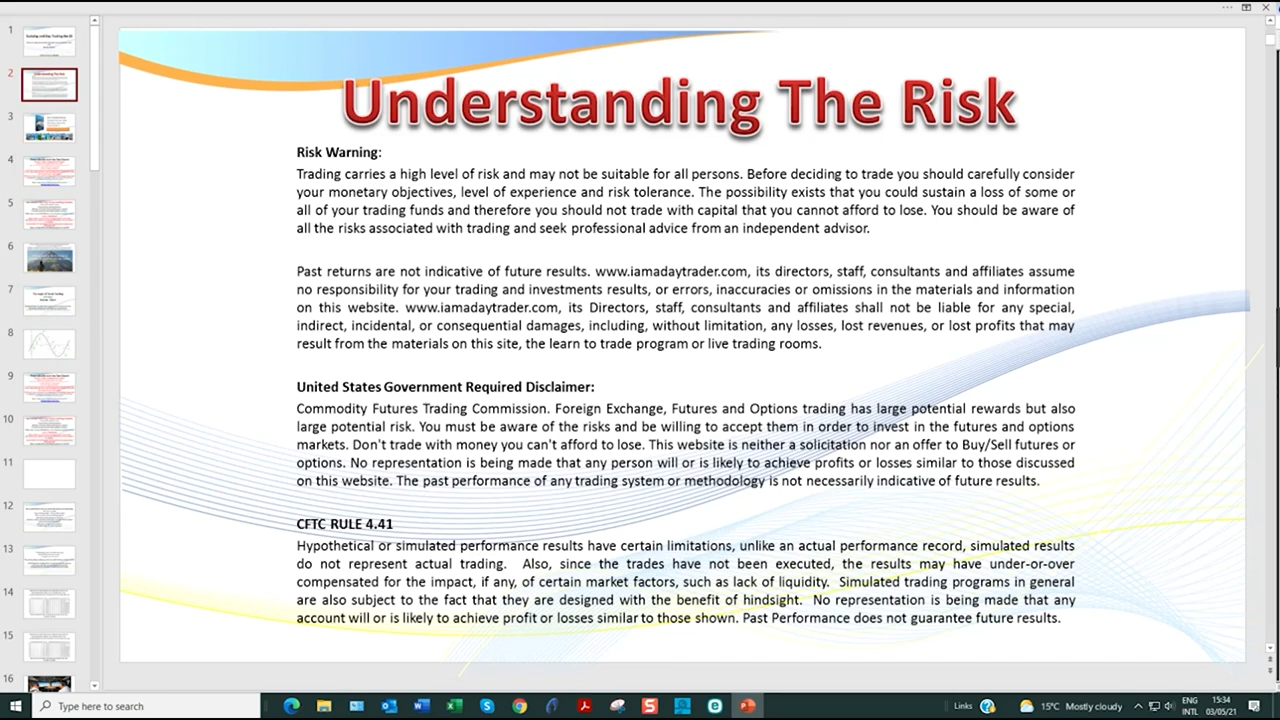 Understanding The Risk
Risk Warning:
Trading carries a high level of risk and may not be suitable for all persons. Before deciding to trade you should carefully consider
your monetary objectives, level of experience and risk tolerance. The possibility exists that you could sustain a loss of some or
all of your trading funds and therefore you should not trade with capital that you cannot afford to lose. You should be aware of
all the risks associated with trading and seek professional advice from an independent advisor.
Past returns are not indicative of future results. www.iamadaytrader.com, its directors, staff, consultants and affiliates assume
no responsibility for your trading and investments results, or errors, inaccuracies or omissions in the materials and information
on this website. www.iamadaytrader.com, its Directors, staff, consultants and affiliates shall not be liable for any special,
indirect, incidental, or consequential damages, including, without limitation, any losses, lost revenues, or lost profits that may
result from the materials on this site, the learn to trade program or live trading rooms.
United States Government Required Disclaimer:
Commodity Futures Trading Commission. Foreign Exchange, Futures and Options trading has large potential rewards but also
large potential risk. You must be aware of the risks and be willing to accept them in order to invest in the futures and options
markets. Don't trade with money you can't afford to lose. This website is neither a solicitation nor an offer to Buy/Sell futures or
options. No representation is being made that any person will or is likely to achieve profits or losses similar to those discussed
on this website. The past performance of any trading system or methodology is not necessarily indicative of future results.
CFTC RULE 4.41
Hypothetical or simulated performance results have certain limitations, unlike an actual performance record, simulated results
do not represent actual trading. Also, since the trades have not been executed, the results may have under-or-over
compensated for the impact, if any, of certain market factors, such as lack of liquidity. Simulated trading programs in general
are also subject to the fact that they are designed with the benefit of hindsight. No representation is being made that any
account will or is likely to achieve profit or losses similar to those shown. Past Performance does not guarantee future results.
1
2
3
4
5
6
7
8
9
10
11
12
13
14
15
16
Type here to search
Links
15°C Mostly cloudy
ENG
INTL
15:34
03/05/21